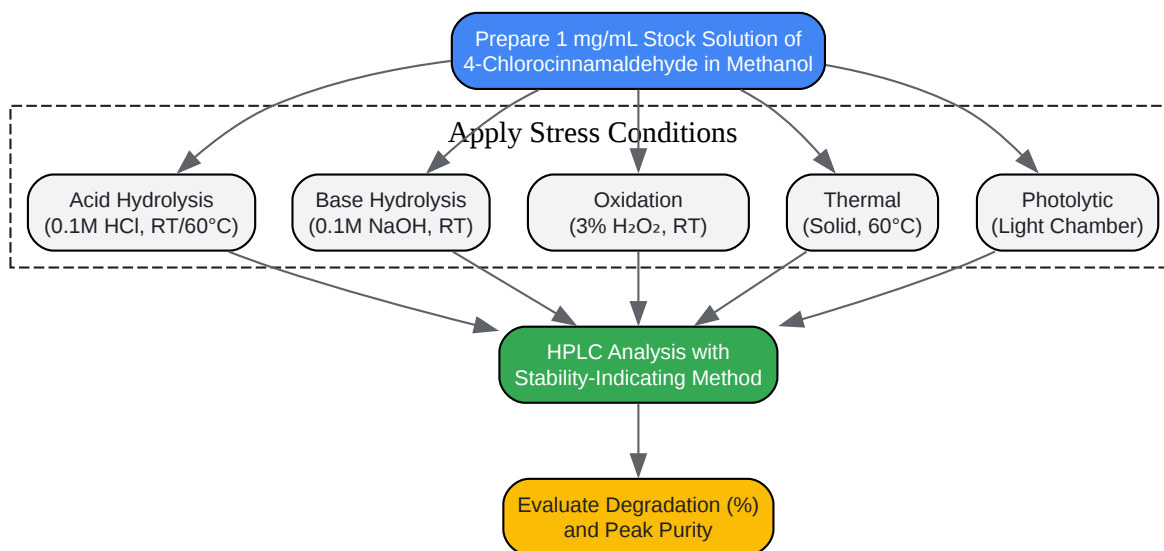 Prepare 1 mg/mL Stock Solution of
4-Chlorocinnamaldehyde in Methanol
Apply Stress Conditions
Acid Hydrolysis
(0.1M HCl, RT/60°C)
Base Hydrolysis
(0.1M NaOH, RT)
Oxidation
(3% H₂O₂, RT)
Thermal
(Solid, 60°C)
Photolytic
(Light Chamber)
HPLC Analysis with
Stability-Indicating Method
Evaluate Degradation (%)
and Peak Purity